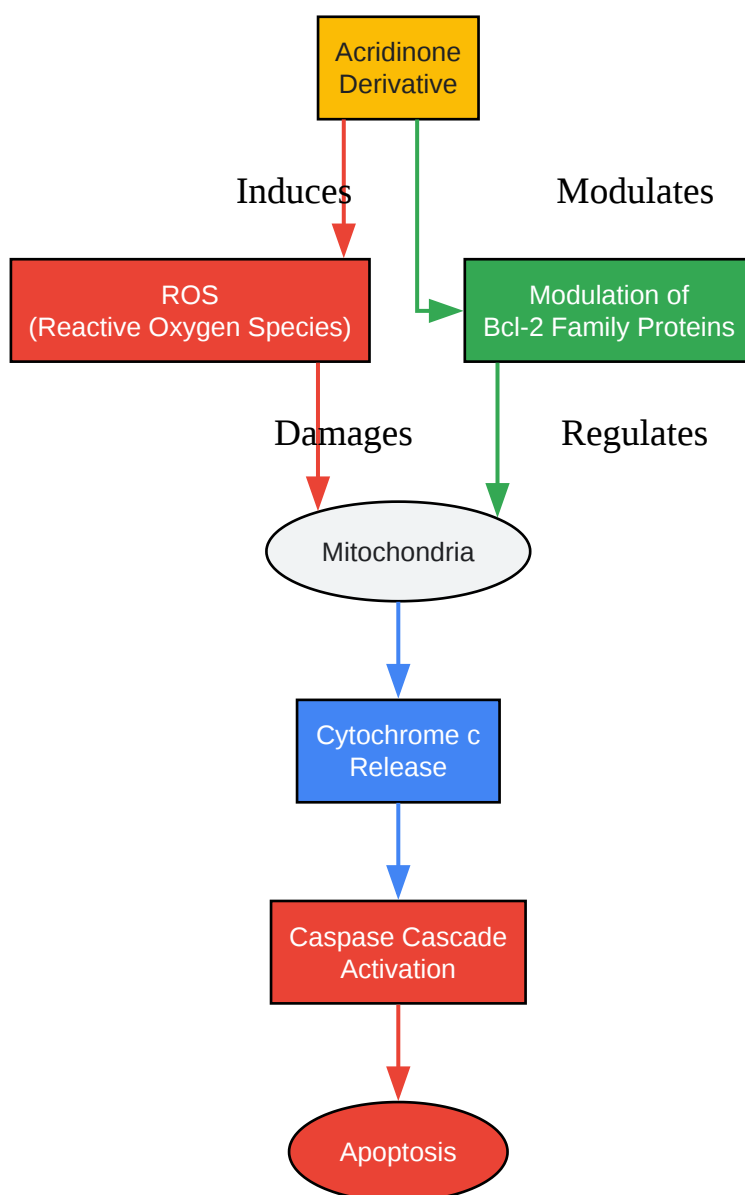 Acridinone
Derivative
Induces
Modulates
ROS
(Reactive Oxygen Species)
Modulation of
Bcl-2 Family Proteins
Damages
Regulates
Mitochondria
Cytochrome c
Release
Caspase Cascade
Activation
Apoptosis